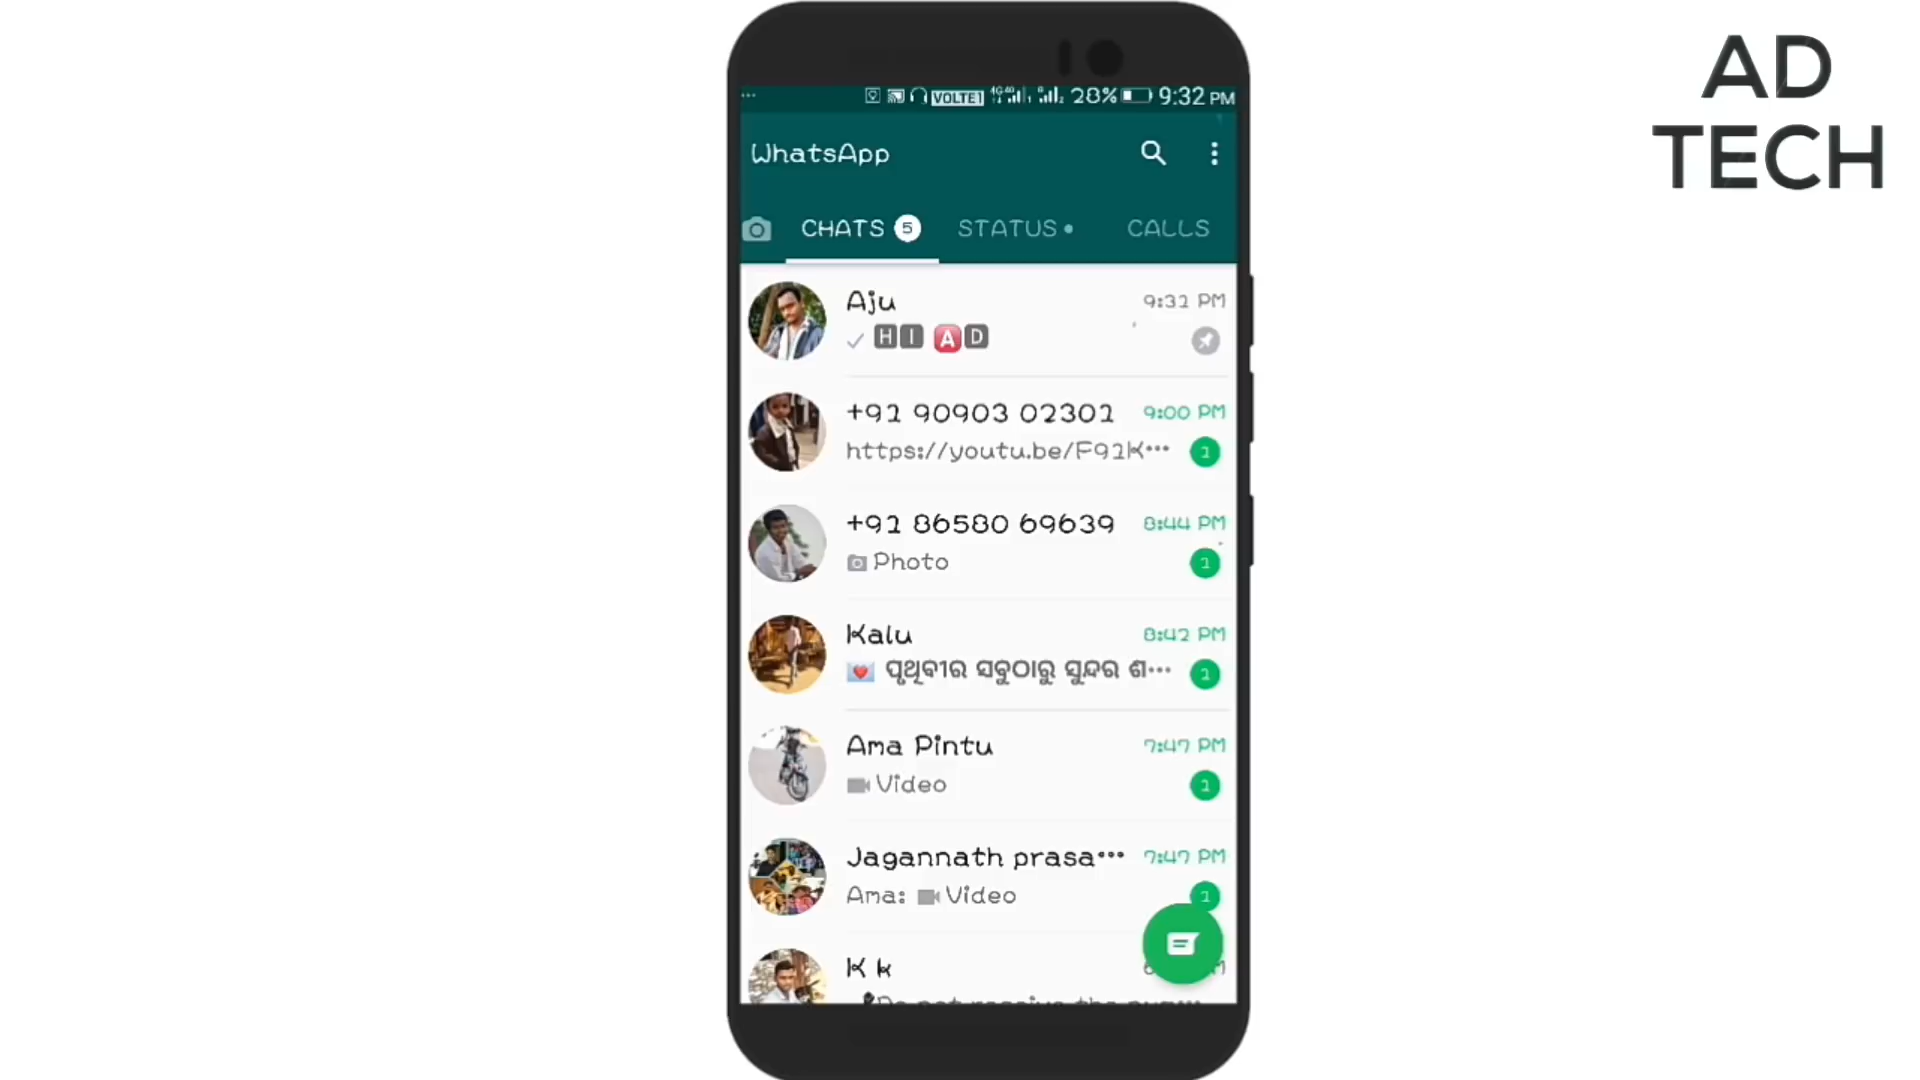 AD
TECH
VOLTE1 28% 9:32 PM
WhatsApp
CHATS 5 STATUS CALLS
Aju 9:31 PM
HI AD
+91 90903 02301 9:00 PM
https://youtu.be/F91K... 1
+91 86580 69639 8:44 PM
Photo 1
Kalu 8:42 PM
💌 ପୃଥିବୀର ସବୁଠାରୁ ସୁନ୍ଦର ଶ... 1
Ama Pintu 7:47 PM
Video 1
Jagannath prasa... 7:47 PM
Ama: Video 1
K k